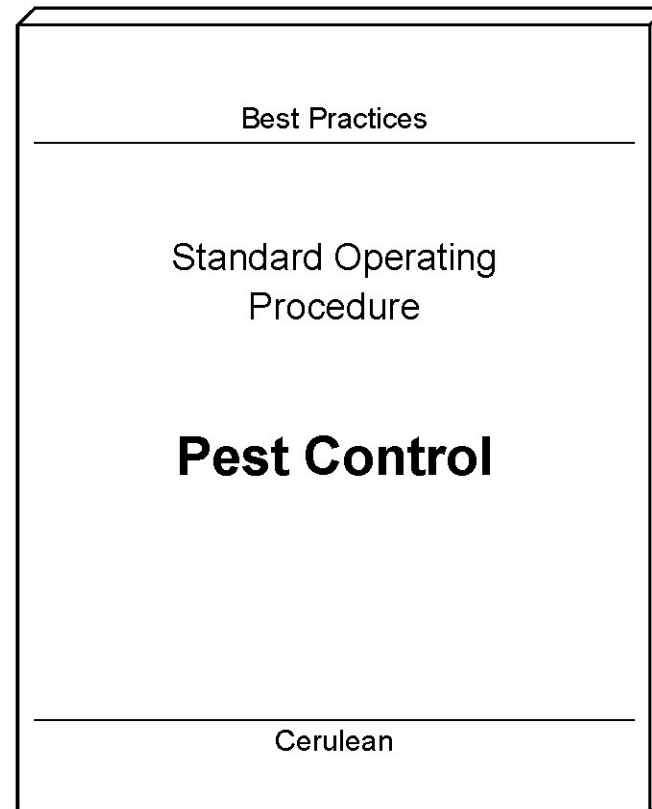 Best Practices
Standard Operating
Procedure
Pest Control
Cerulean